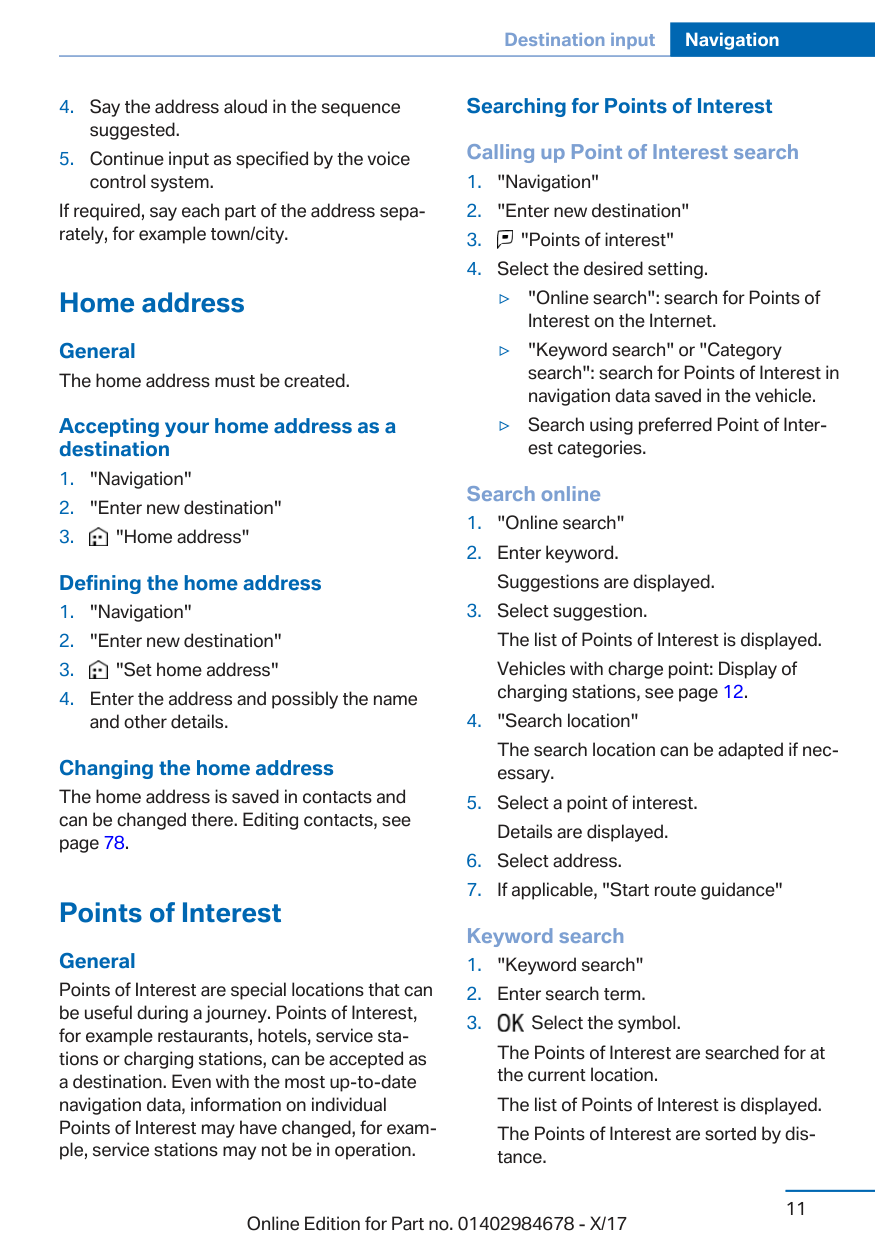 Destination input Navigation
4. Say the address aloud in the sequence
suggested.
5. Continue input as specified by the voice
control system.
If required, say each part of the address sepa-
rately, for example town/city.
Home address
General
The home address must be created.
Accepting your home address as a
destination
1. "Navigation"
2. "Enter new destination"
3. "Home address"
Defining the home address
1. "Navigation"
2. "Enter new destination"
3. "Set home address"
4. Enter the address and possibly the name
and other details.
Changing the home address
The home address is saved in contacts and
can be changed there. Editing contacts, see
page 78.
Points of Interest
General
Points of Interest are special locations that can
be useful during a journey. Points of Interest,
for example restaurants, hotels, service sta-
tions or charging stations, can be accepted as
a destination. Even with the most up-to-date
navigation data, information on individual
Points of Interest may have changed, for exam-
ple, service stations may not be in operation.
Searching for Points of Interest
Calling up Point of Interest search
1. "Navigation"
2. "Enter new destination"
3. "Points of interest"
4. Select the desired setting.
▷ "Online search": search for Points of
Interest on the Internet.
▷ "Keyword search" or "Category
search": search for Points of Interest in
navigation data saved in the vehicle.
▷ Search using preferred Point of Inter-
est categories.
Search online
1. "Online search"
2. Enter keyword.
Suggestions are displayed.
3. Select suggestion.
The list of Points of Interest is displayed.
Vehicles with charge point: Display of
charging stations, see page 12.
4. "Search location"
The search location can be adapted if nec-
essary.
5. Select a point of interest.
Details are displayed.
6. Select address.
7. If applicable, "Start route guidance"
Keyword search
1. "Keyword search"
2. Enter search term.
3. OK Select the symbol.
The Points of Interest are searched for at
the current location.
The list of Points of Interest is displayed.
The Points of Interest are sorted by dis-
tance.
11
Online Edition for Part no. 01402984678 - X/17